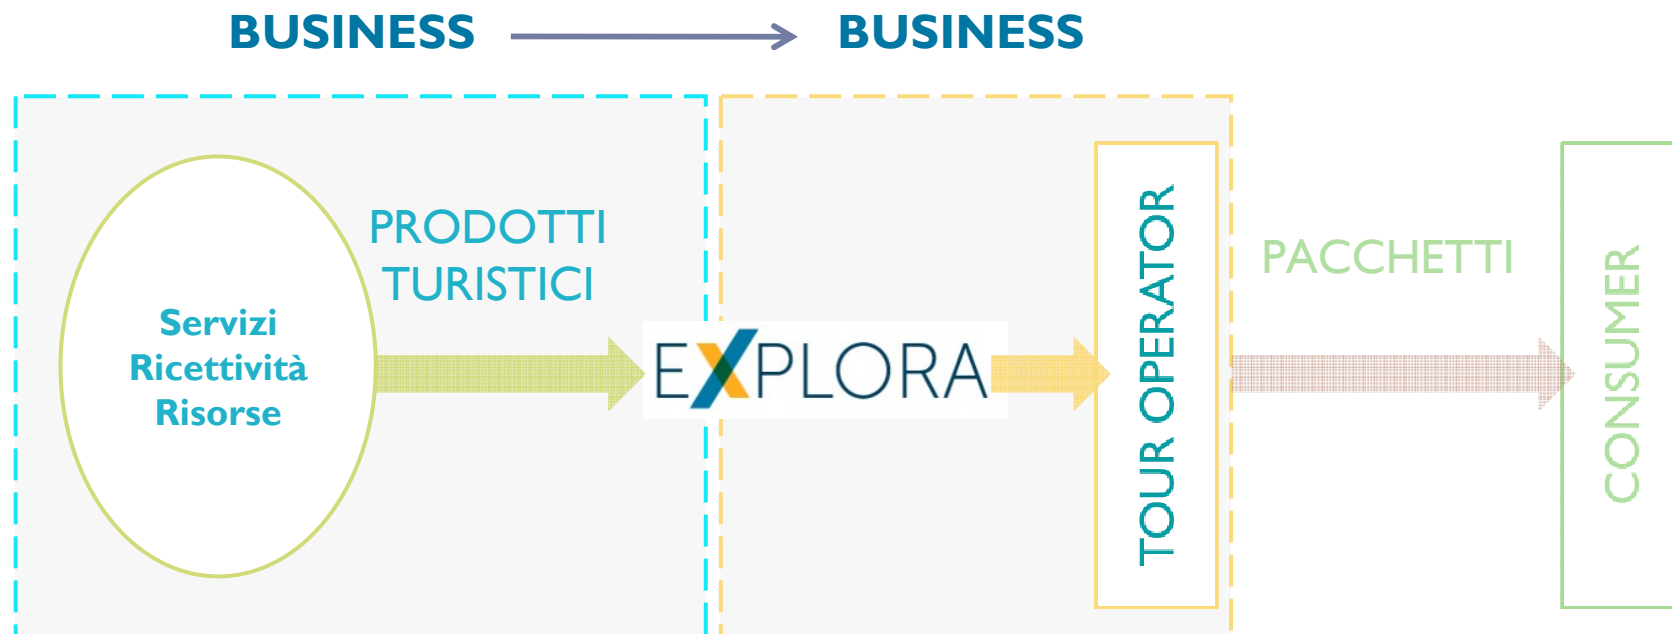 BUSINESS
BUSINESS
PRODOTTI
TURISTICI
Servizi
Ricettività
Risorse
EXPLORA
TOUR OPERATOR
PACCHETTI
CONSUMER